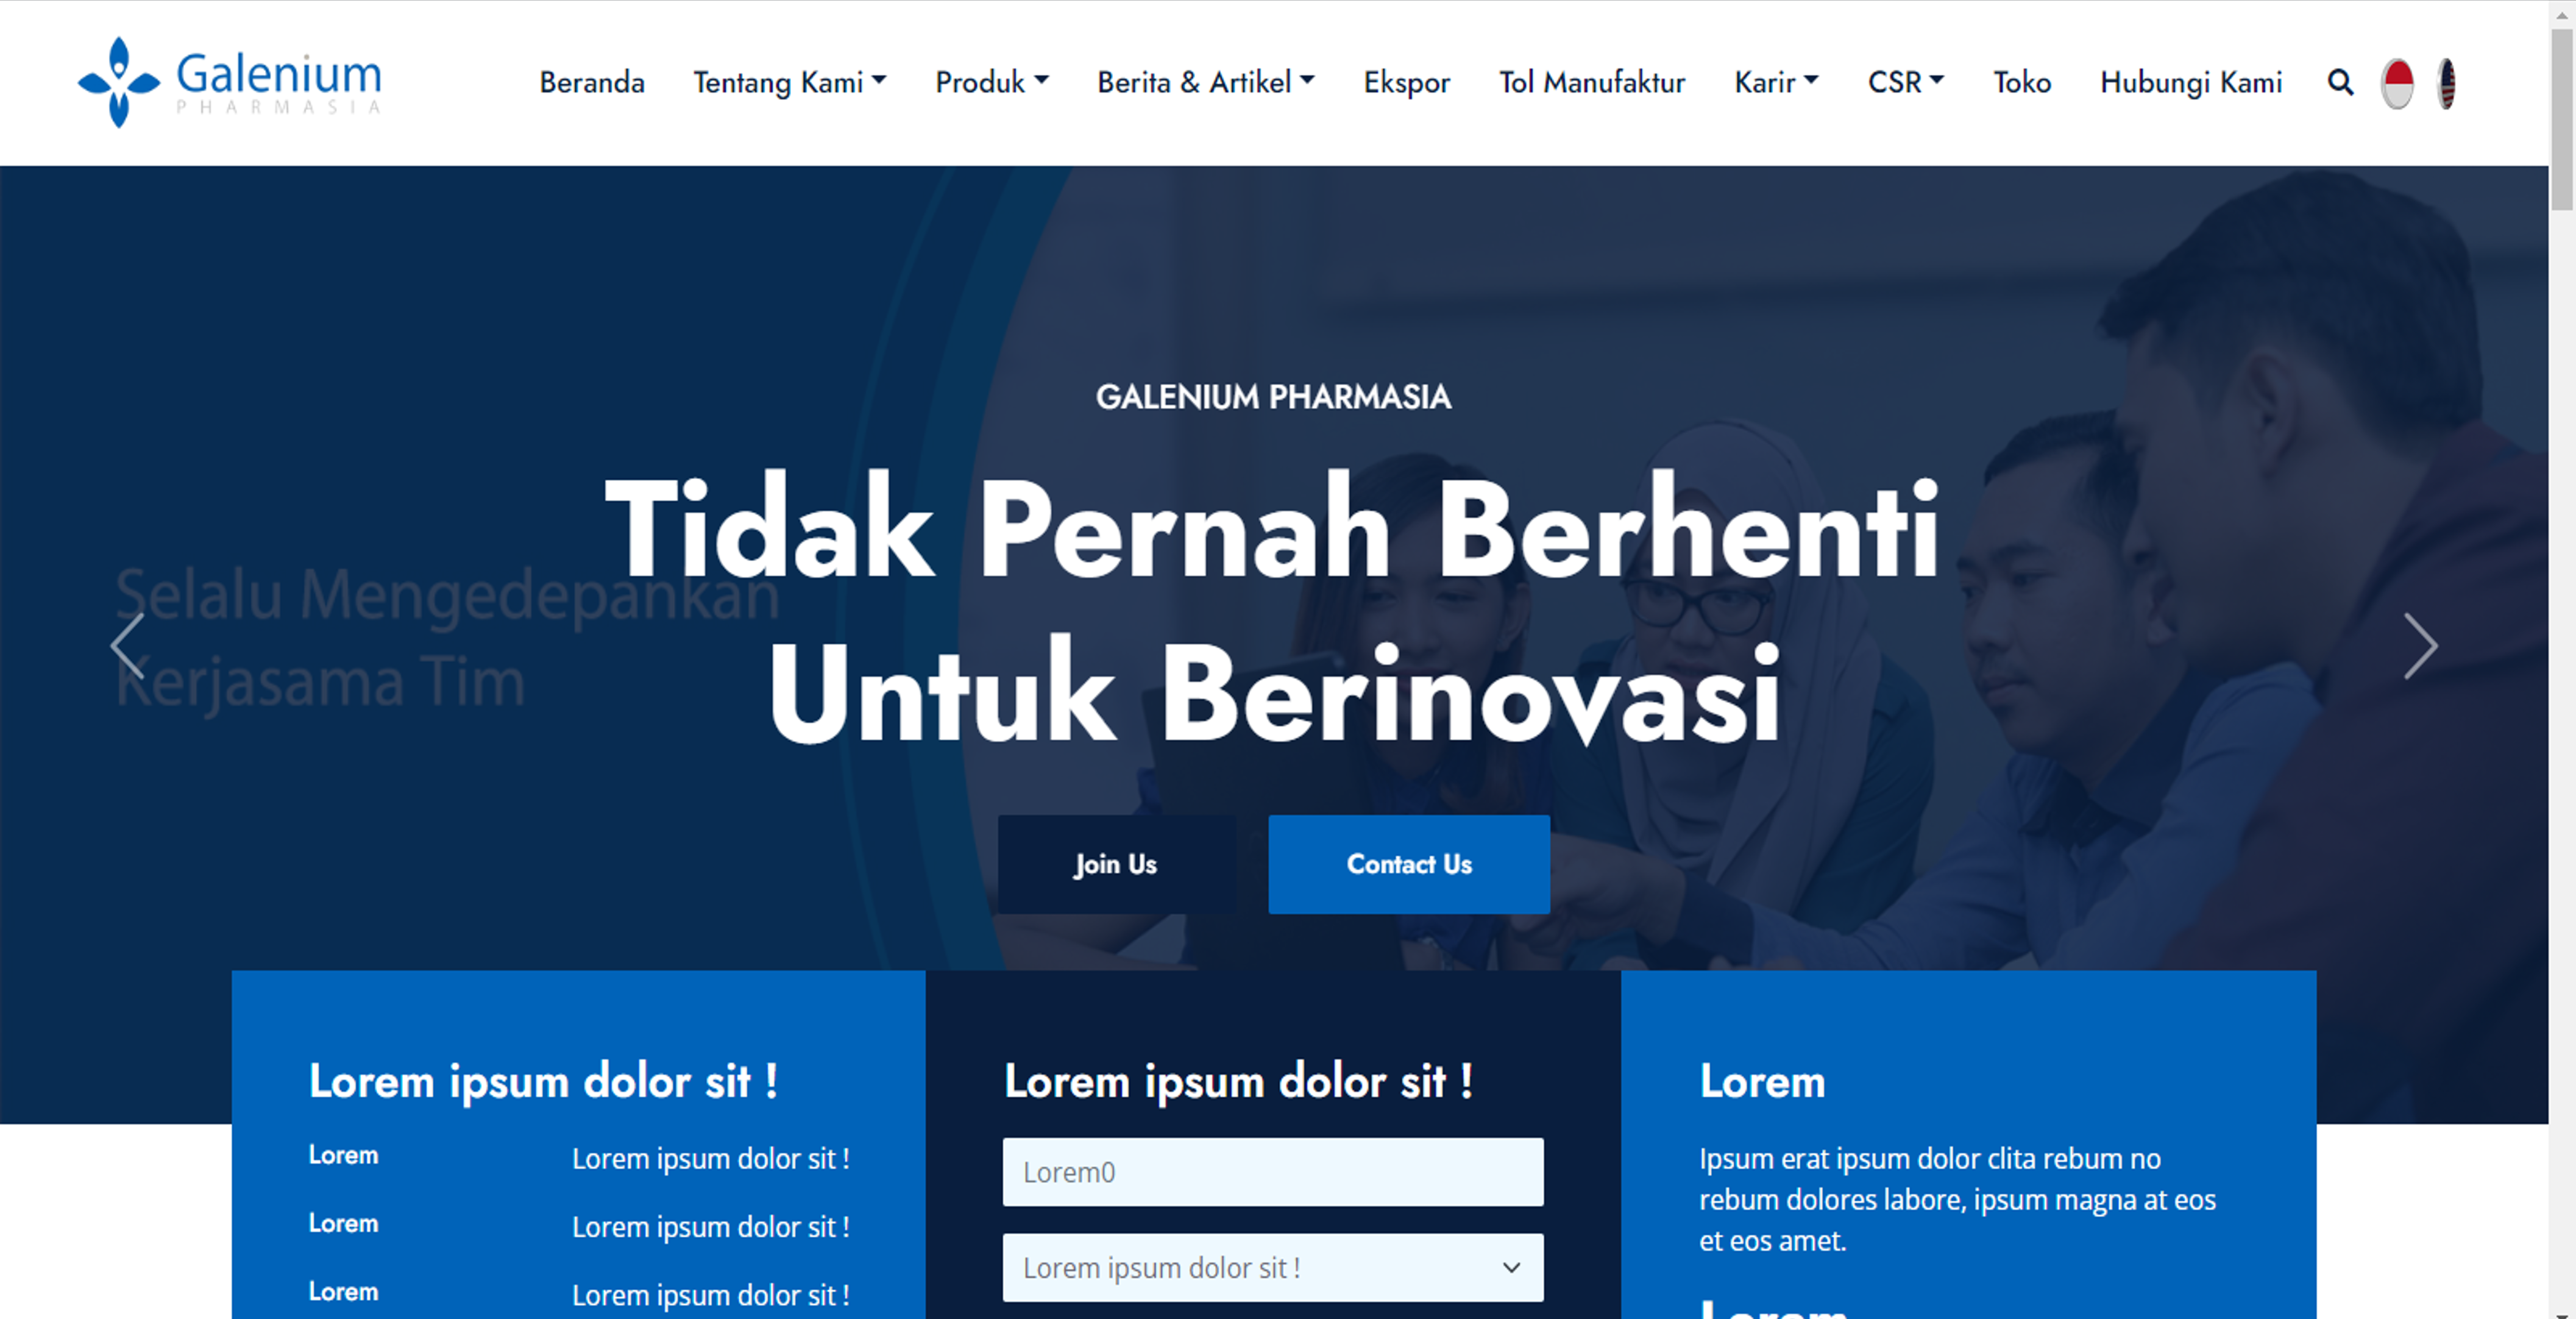 Galenium
PHARMASIA
Beranda
Tentang Kami
Produk
Berita & Artikel
Ekspor
Tol Manufaktur
Karir
CSR
Toko
Hubungi Kami
GALENIUM PHARMASIA
Tidak Pernah Berhenti
Untuk Berinovasi
Selalu Mengedepankan
Kerjasama Tim
Join Us
Contact Us
Lorem ipsum dolor sit !
Lorem Lorem ipsum dolor sit !
Lorem Lorem ipsum dolor sit !
Lorem Lorem ipsum dolor sit !
Lorem ipsum dolor sit !
Lorem0
Lorem ipsum dolor sit !
Lorem
Ipsum erat ipsum dolor clita rebum no
rebum dolores labore, ipsum magna at eos
et eos amet.
Lorem